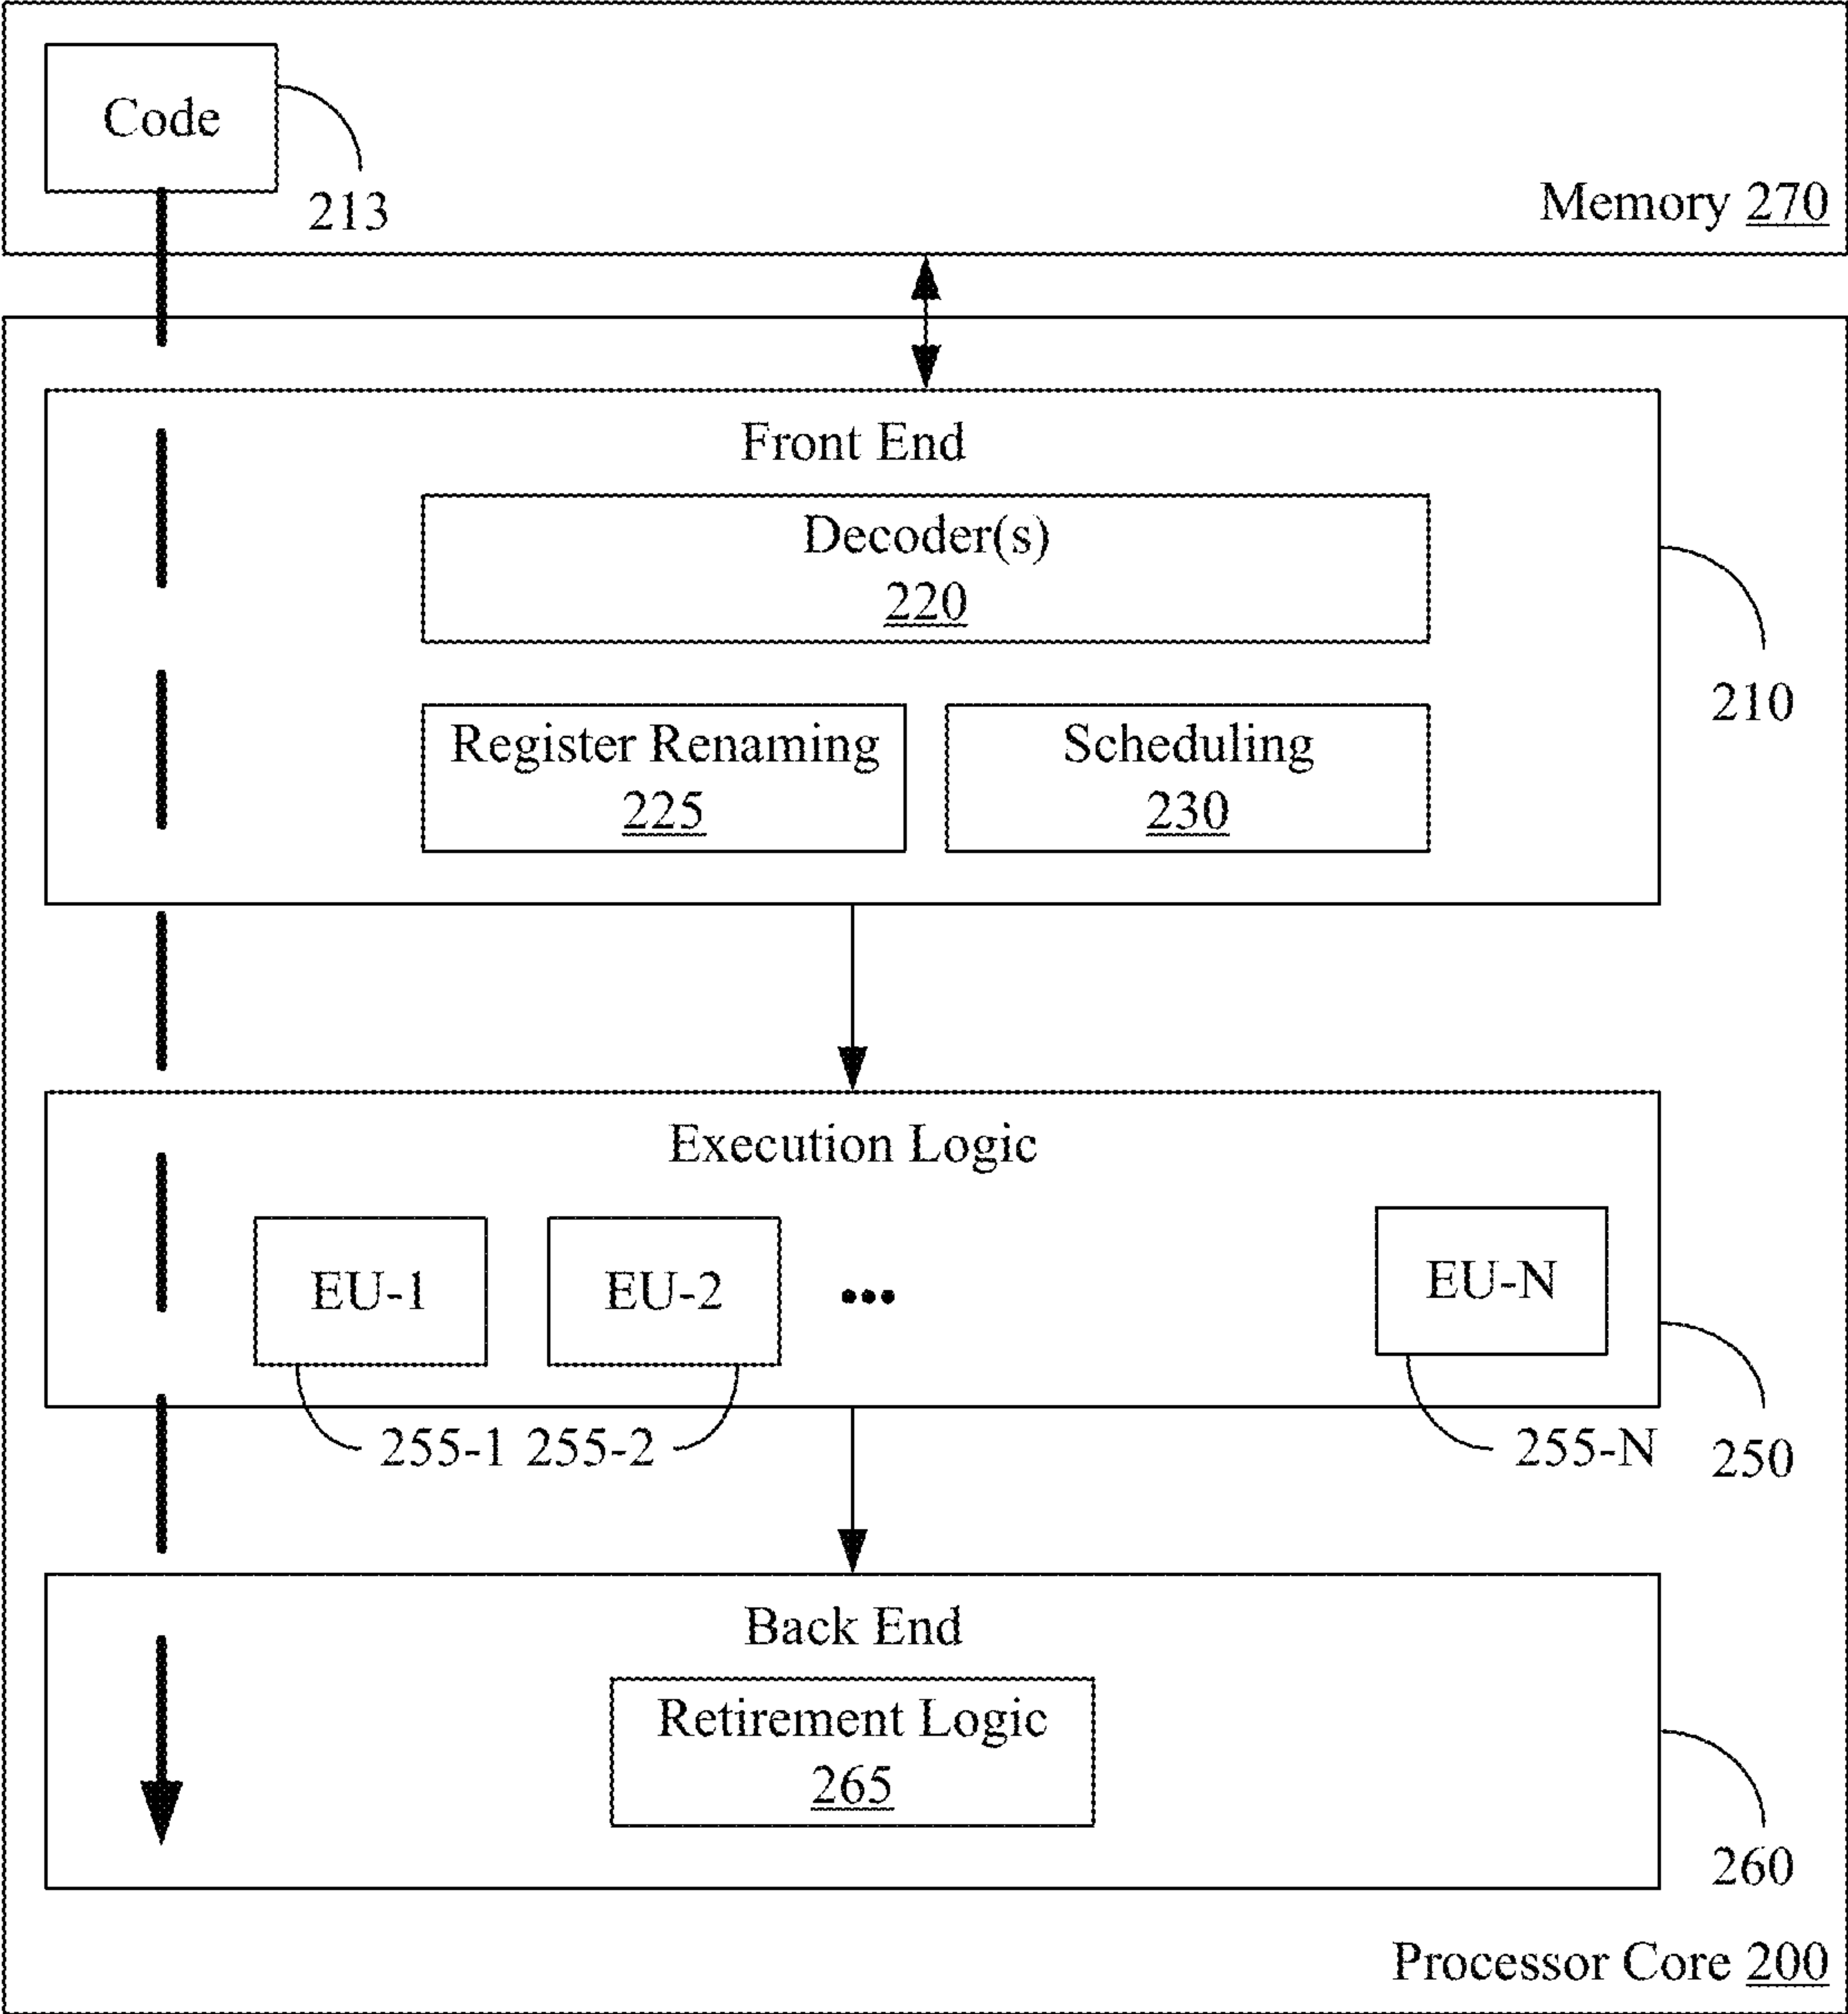 Code
213
Memory 270
Front End
Decoder(s)
220
210
Register Renaming
225
Scheduling
230
Execution Logic
EU-1
EU-2
•••
EU-N
255-1 255-2
255-N
250
Back End
Retirement Logic
265
260
Processor Core 200